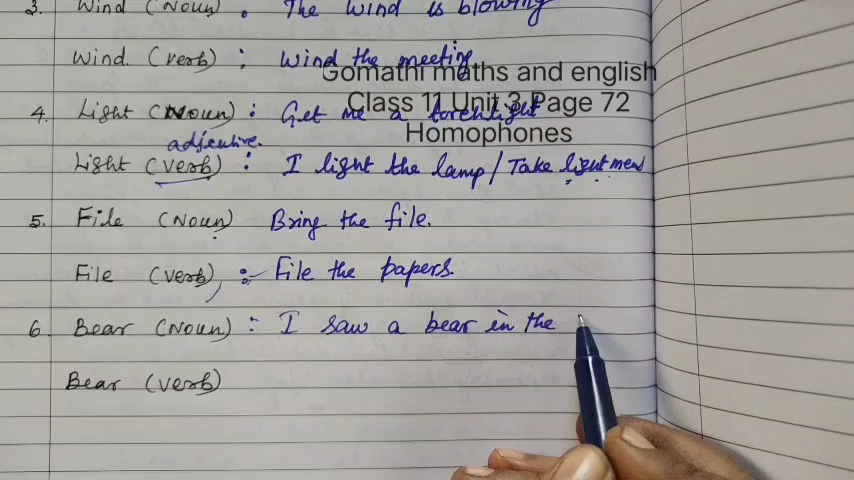 3. Wind (Noun) : The wind is blowing
Wind (verb) : Wind the meeting
Gomathi maths and english
Class 11 Unit 3 Page 72
Homophones
4. Light (Noun) : Get me a torchlight
adjective.
Light (verb) : I light the lamp/Take light
5. File (Noun) Bring the file.
File (verb), :- File the papers.
6. Bear (Noun) : I saw a bear in the
Bear (verb)